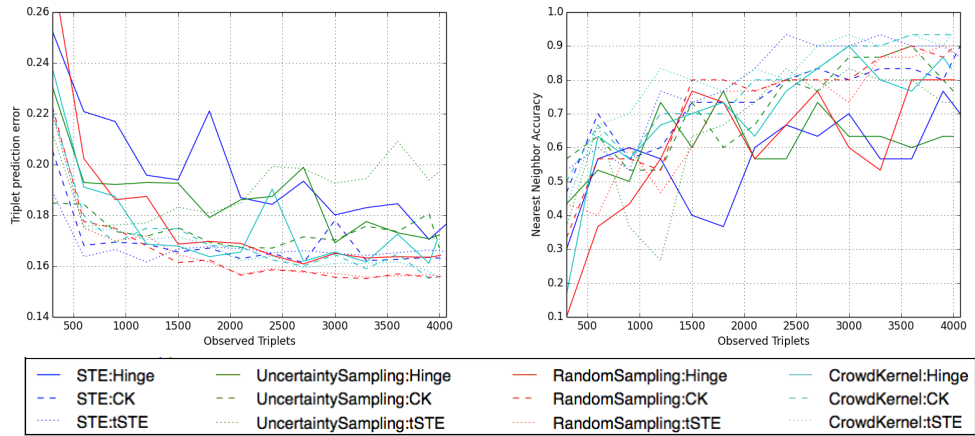 0.26
0.24
0.22
0.20
0.18
0.16
0.14
Triplet prediction error
500 1000 1500 2000 2500 3000 3500 4000
Observed Triplets
1.0
0.9
0.8
0.7
0.6
0.5
0.4
0.3
0.2
0.1
Nearest Neighbor Accuracy
500 1000 1500 2000 2500 3000 3500 4000
Observed Triplets
STE:Hinge UncertaintySampling:Hinge RandomSampling:Hinge CrowdKernel:Hinge
STE:CK UncertaintySampling:CK RandomSampling:CK CrowdKernel:CK
STE:tSTE UncertaintySampling:tSTE RandomSampling:tSTE CrowdKernel:tSTE